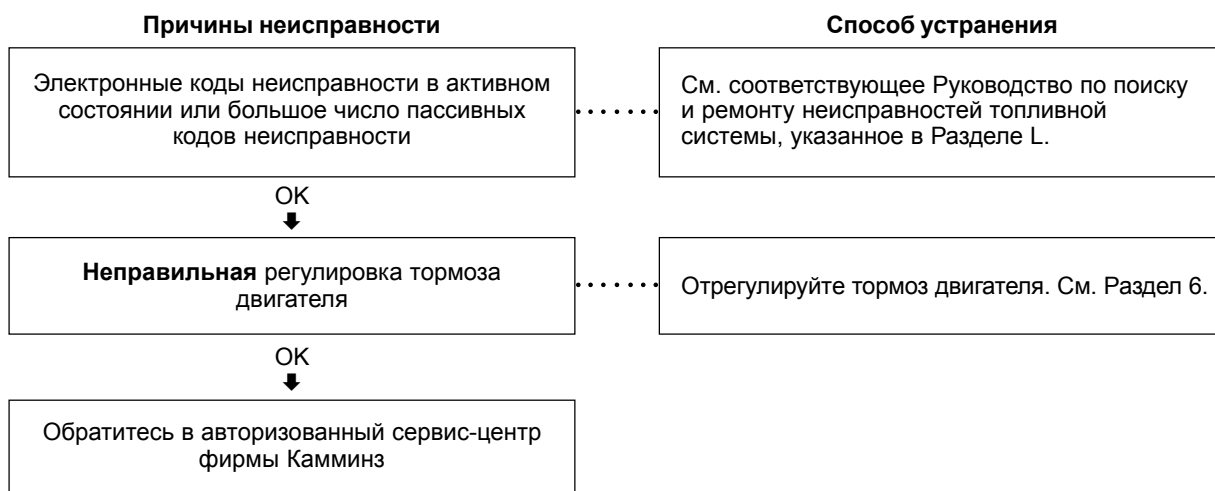 Причины неисправности
Способ устранения
Электронные коды неисправности в активном
состоянии или большое число пассивных
кодов неисправности
См. соответствующее Руководство по поиску
и ремонту неисправностей топливной
системы, указанное в Разделе L.
OK
Неправильная регулировка тормоза
двигателя
Отрегулируйте тормоз двигателя. См. Раздел 6.
OK
Обратитесь в авторизованный сервис-центр
фирмы Камминз